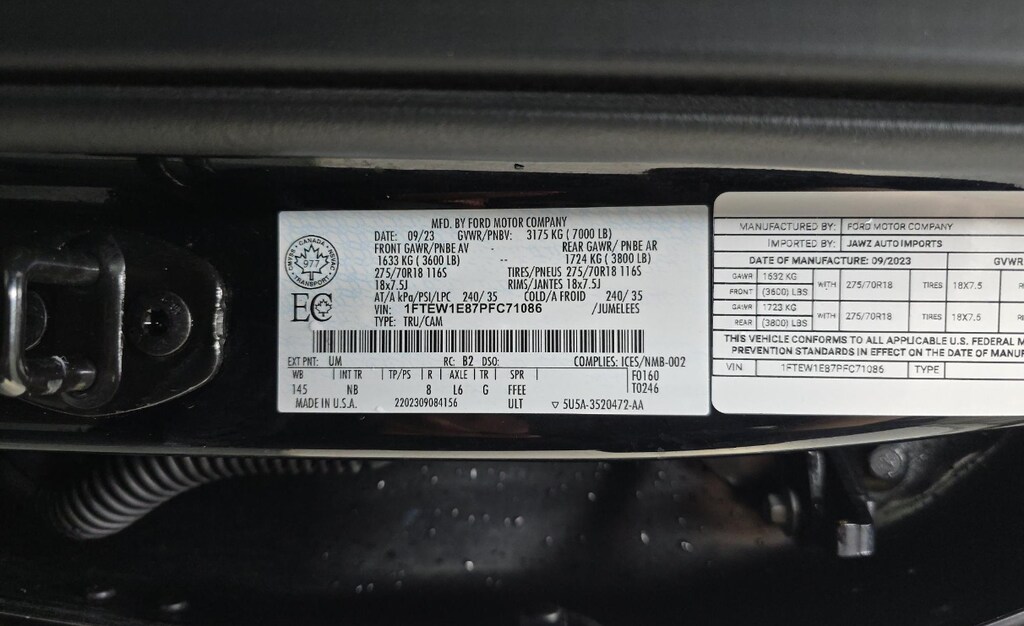 MFD. BY FORD MOTOR COMPANY
DATE: 09/23 GVWR/PNBV: 3175 KG ( 7000 LB)
FRONT GAWR/PNBE AV - REAR GAWR / PNBE AR
1633 KG ( 3600 LB) -- 1724 KG ( 3800 LB)
275/70R18 116S TIRES/PNEUS 275/70R18 116S
18x7.5J RIMS/JANTES 18x7.5J
AT/A kPa/PSI/LPC 240/ 35 COLD/A FROID 240/ 35
VIN: 1FTEW1E87PFC71086 /JUMELEES
TYPE: TRU/CAM
CANADA
977
TRANSPORT
EC
EXT PNT: UM RC: B2 DSO: COMPLIES: ICES/NMB-002
WB INT TR TP/PS R AXLE TR SPR F0160
145 NB 8 L6 G FFEE T0246
MADE IN U.S.A. 2202309084156 ULT ▽ 5U5A-3520472-AA
MANUFACTURED BY: FORD MOTOR COMPANY
IMPORTED BY: JAWZ AUTO IMPORTS
DATE OF MANUFACTURE: 09/2023 GVWR
GAWR 1632 KG WITH 275/70R18 TIRES 18X7.5
FRONT (3600) LBS
GAWR 1723 KG WITH 275/70R18 TIRES 18X7.5
REAR (3800) LBS
THIS VEHICLE CONFORMS TO ALL APPLICABLE U.S. FEDERAL M
PREVENTION STANDARDS IN EFFECT ON THE DATE OF MANUF
VIN 1FTEW1E87PFC71086 TYPE